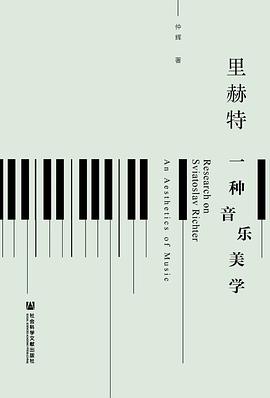 仲辉 著
里赫特
一种音乐美学
Research on
Sviatoslav Richter
An Aesthetics of Music
社会科学文献出版社